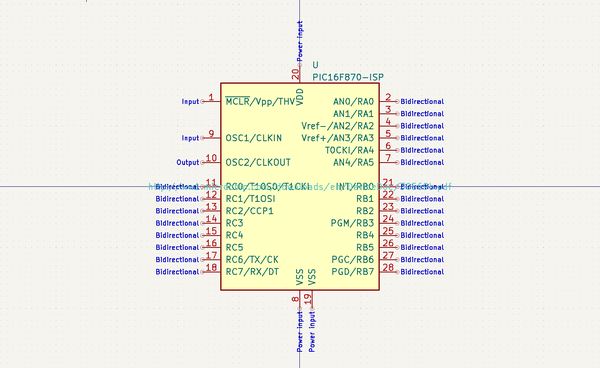 Power input
U
PIC16F870-ISP
20
VDD
Input 1 MCLR/Vpp/THV AN0/RA0 2 Bidirectional
AN1/RA1 3 Bidirectional
Vref-/AN2/RA2 4 Bidirectional
Input 9 OSC1/CLKIN Vref+/AN3/RA3 5 Bidirectional
T0CKI/RA4 6 Bidirectional
Output 10 OSC2/CLKOUT AN4/RA5 7 Bidirectional
Bidirectional 11 RC0/T1OSO/T1CKI INT/RB0 21 Bidirectional
Bidirectional 12 RC1/T1OSI RB1 22 Bidirectional
Bidirectional 13 RC2/CCP1 RB2 23 Bidirectional
Bidirectional 14 RC3 PGM/RB3 24 Bidirectional
Bidirectional 15 RC4 RB4 25 Bidirectional
Bidirectional 16 RC5 RB5 26 Bidirectional
Bidirectional 17 RC6/TX/CK PGC/RB6 27 Bidirectional
Bidirectional 18 RC7/RX/DT PGD/RB7 28 Bidirectional
VSS VSS
8 19
Power input Power input